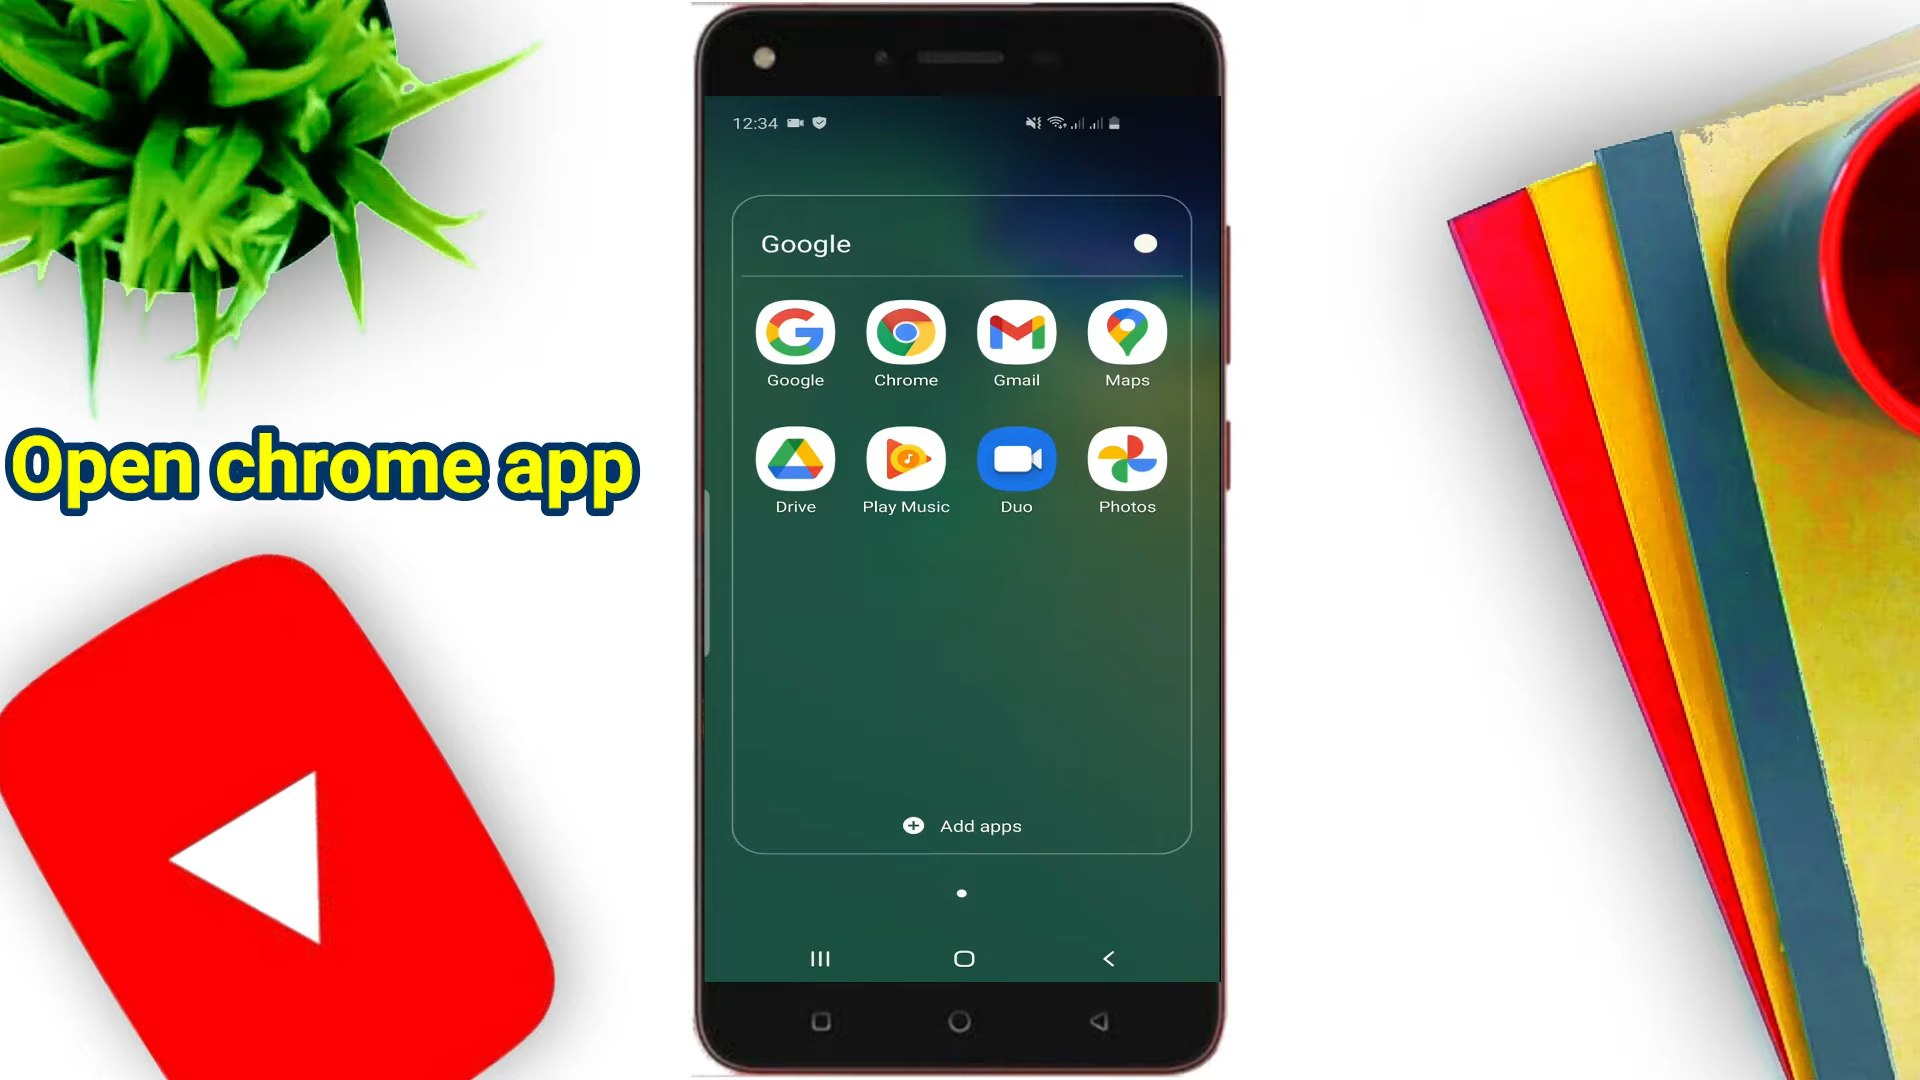 12:34
Google
Google Chrome Gmail Maps
Open chrome app
Drive Play Music Duo Photos
Add apps